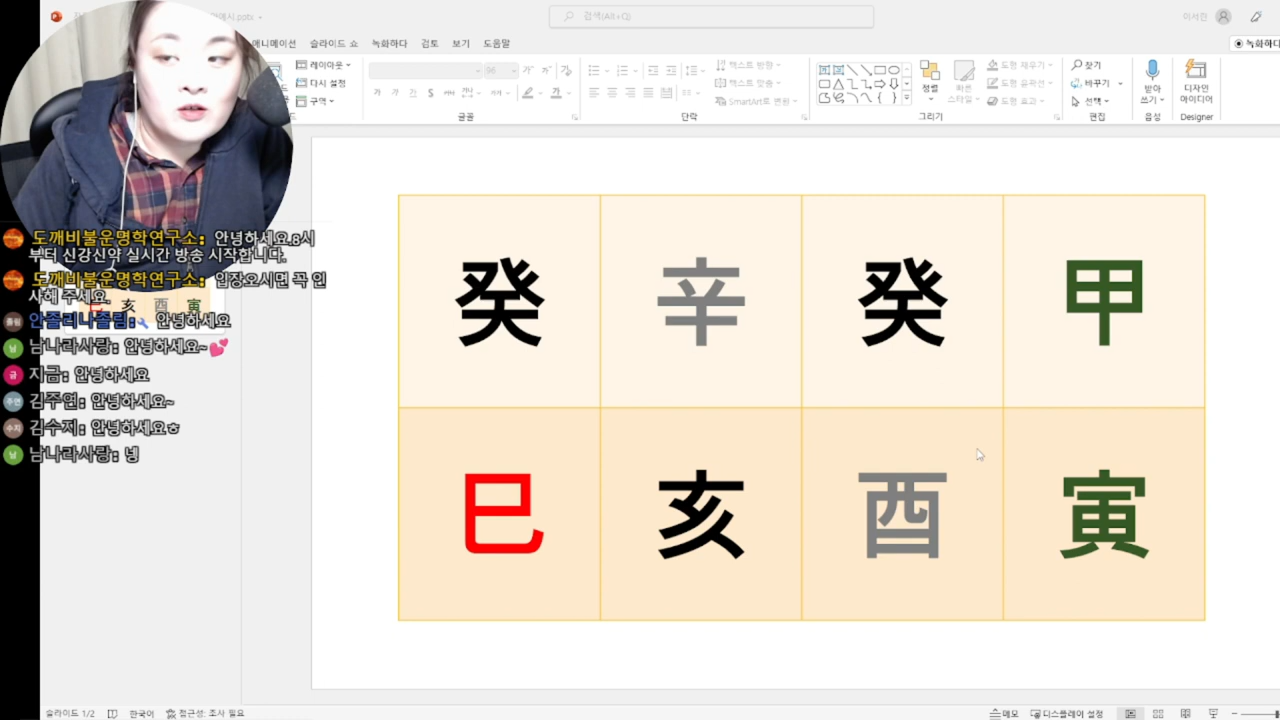 검색(Alt+Q)
이서진
애니메이션 슬라이드 쇼 녹화하다 검토 보기 도움말
녹화하다
레이아웃
다시 설정
구역
96
글꼴
텍스트 방향
텍스트 맞춤
SmartArt로 변환
단락
정렬
빠른
스타일
도형 채우기
도형 윤곽선
도형 효과
그리기
찾기
바꾸기
선택
편집
받아
쓰기
음성
디자인
아이디어
Designer
癸 辛 癸 甲
巳 亥 酉 寅
도깨비불운명학연구소: 안녕하세요.8시
부터 신강신약 실시간 방송 시작합니다.
도깨비불운명학연구소: 입장오시면 꼭 인
사해 주세요.
巳 亥 酉 寅
안졸리나졸림: 안녕하세요
남나라사랑: 안녕하세요~
지금: 안녕하세요
김주연: 안녕하세요~
김수지: 안녕하세요ㅎ
남나라사랑: 넹
슬라이드 1/2 한국어 접근성: 조사 필요
메모 디스플레이 설정